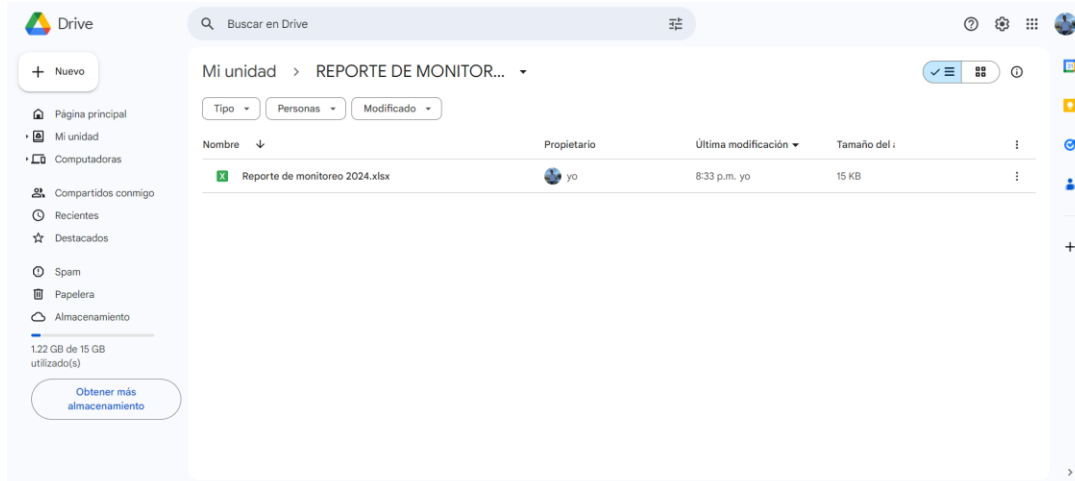 Drive
Buscar en Drive
Nuevo
Mi unidad > REPORTE DE MONITOR...
Tipo
Personas
Modificado
Página principal
Mi unidad
Computadoras
Compartidos conmigo
Recientes
Destacados
Spam
Papelera
Almacenamiento
1.22 GB de 15 GB
utilizado(s)
Obtener más
almacenamiento
Nombre Propietario Última modificación Tamaño del
Reporte de monitoreo 2024.xlsx yo 8:33 p.m. yo 15 KB